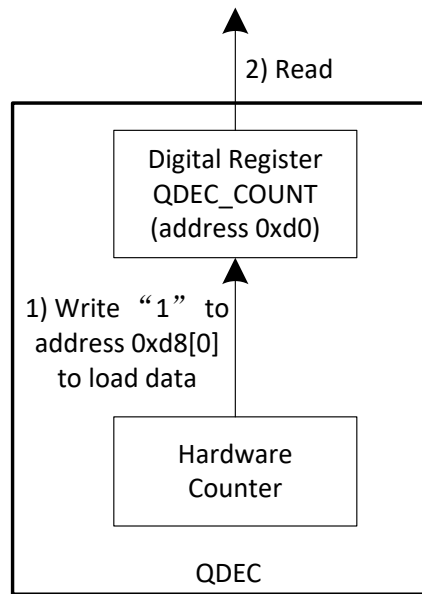 2) Read
Digital Register
QDEC_COUNT
(address 0xd0)
1) Write “1” to
address 0xd8[0]
to load data
Hardware
Counter
QDEC